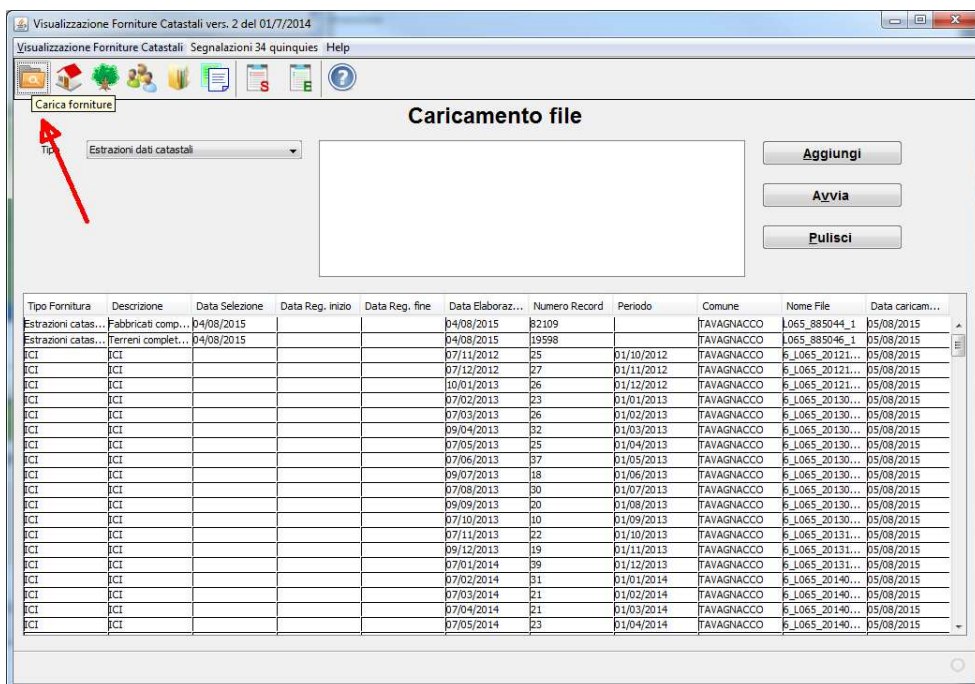 Visualizzazione Forniture Catastali vers. 2 del 01/7/2014
Visualizzazione Forniture Catastali Segnalazioni 34 quinquies Help
S E ?
Carica forniture
Caricamento file
Tipo Estrazioni dati catastali
Aggiungi
Avvia
Pulisci
Tipo Fornitura Descrizione Data Selezione Data Reg. inizio Data Reg. fine Data Elaboraz... Numero Record Periodo Comune Nome File Data caricam...
Estrazioni catas... Fabbricati comp... 04/08/2015 04/08/2015 82109 TAVAGNACCO L065_885044_1 05/08/2015
Estrazioni catas... Terreni complet... 04/08/2015 04/08/2015 19598 TAVAGNACCO L065_885046_1 05/08/2015
ICI ICI 07/11/2012 25 01/10/2012 TAVAGNACCO 6_L065_20121... 05/08/2015
ICI ICI 07/12/2012 27 01/11/2012 TAVAGNACCO 6_L065_20121... 05/08/2015
ICI ICI 10/01/2013 26 01/12/2012 TAVAGNACCO 6_L065_20121... 05/08/2015
ICI ICI 07/02/2013 23 01/01/2013 TAVAGNACCO 6_L065_20130... 05/08/2015
ICI ICI 07/03/2013 26 01/02/2013 TAVAGNACCO 6_L065_20130... 05/08/2015
ICI ICI 09/04/2013 32 01/03/2013 TAVAGNACCO 6_L065_20130... 05/08/2015
ICI ICI 07/05/2013 25 01/04/2013 TAVAGNACCO 6_L065_20130... 05/08/2015
ICI ICI 07/06/2013 37 01/05/2013 TAVAGNACCO 6_L065_20130... 05/08/2015
ICI ICI 09/07/2013 18 01/06/2013 TAVAGNACCO 6_L065_20130... 05/08/2015
ICI ICI 07/08/2013 30 01/07/2013 TAVAGNACCO 6_L065_20130... 05/08/2015
ICI ICI 09/09/2013 20 01/08/2013 TAVAGNACCO 6_L065_20130... 05/08/2015
ICI ICI 07/10/2013 10 01/09/2013 TAVAGNACCO 6_L065_20130... 05/08/2015
ICI ICI 07/11/2013 22 01/10/2013 TAVAGNACCO 6_L065_20131... 05/08/2015
ICI ICI 09/12/2013 19 01/11/2013 TAVAGNACCO 6_L065_20131... 05/08/2015
ICI ICI 07/01/2014 39 01/12/2013 TAVAGNACCO 6_L065_20131... 05/08/2015
ICI ICI 07/02/2014 31 01/01/2014 TAVAGNACCO 6_L065_20140... 05/08/2015
ICI ICI 07/03/2014 21 01/02/2014 TAVAGNACCO 6_L065_20140... 05/08/2015
ICI ICI 07/04/2014 21 01/03/2014 TAVAGNACCO 6_L065_20140... 05/08/2015
ICI ICI 07/05/2014 23 01/04/2014 TAVAGNACCO 6_L065_20140... 05/08/2015